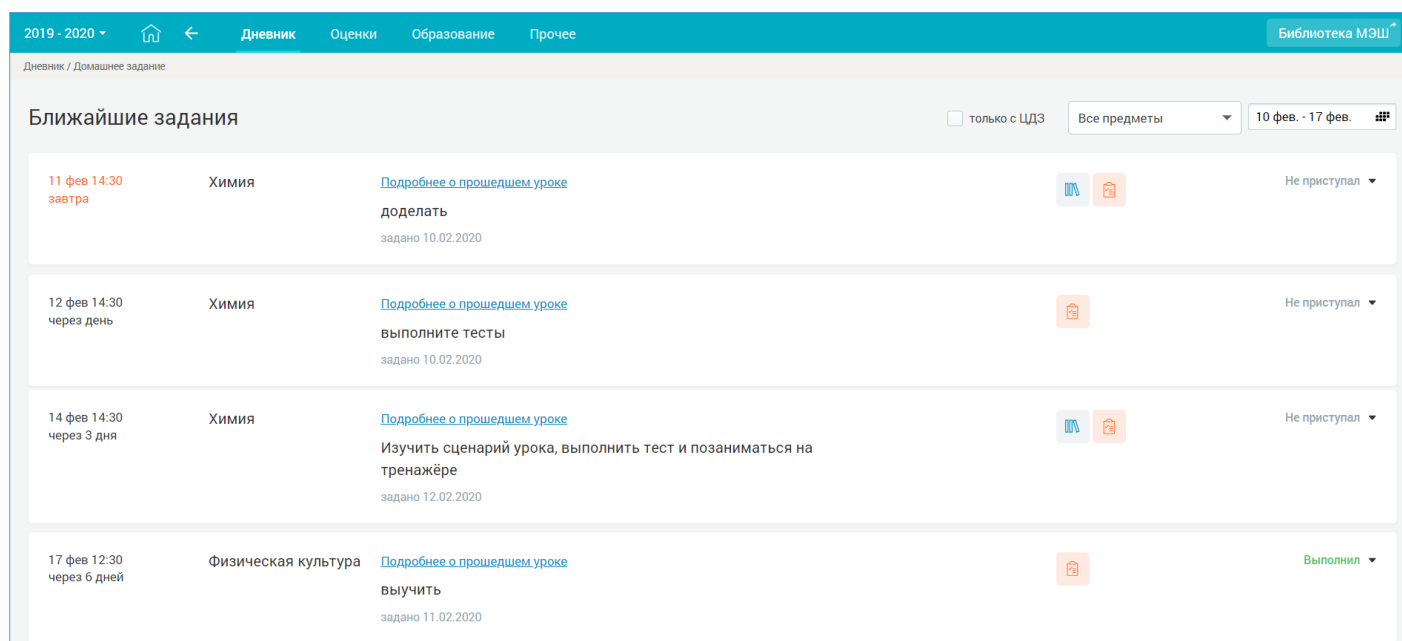 2019 - 2020
Дневник
Оценки
Образование
Прочее
Библиотека МЭШ
Дневник / Домашнее задание
Ближайшие задания
только с ЦДЗ
Все предметы
10 фев. - 17 фев.
11 фев 14:30
завтра
Химия
Подробнее о прошедшем уроке
доделать
задано 10.02.2020
Не приступал
12 фев 14:30
через день
Химия
Подробнее о прошедшем уроке
выполните тесты
задано 10.02.2020
Не приступал
14 фев 14:30
через 3 дня
Химия
Подробнее о прошедшем уроке
Изучить сценарий урока, выполнить тест и позаниматься на
тренажёре
задано 12.02.2020
Не приступал
17 фев 12:30
через 6 дней
Физическая культура
Подробнее о прошедшем уроке
выучить
задано 11.02.2020
Выполнил